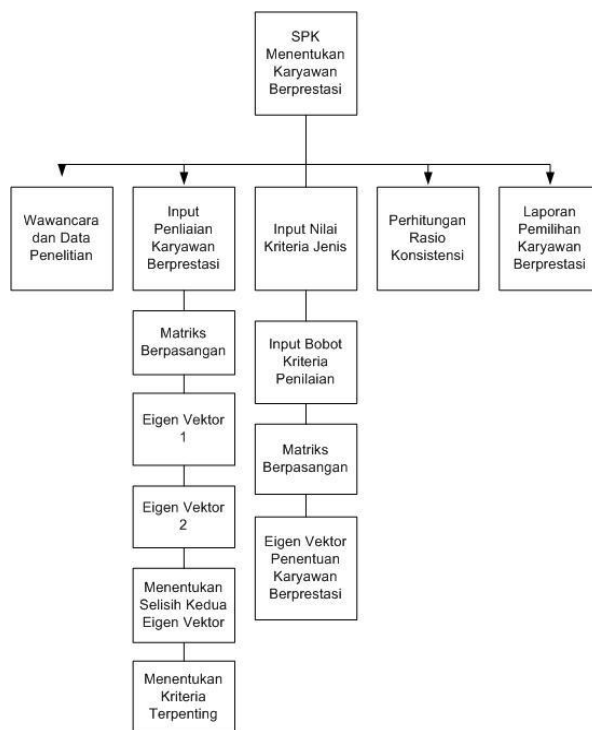 SPK
Menentukan
Karyawan
Berprestasi
Wawancara
dan Data
Penelitian
Input
Penliaian
Karyawan
Berprestasi
Input Nilai
Kriteria Jenis
Perhitungan
Rasio
Konsistensi
Laporan
Pemilihan
Karyawan
Berprestasi
Matriks
Berpasangan
Eigen Vektor
1
Eigen Vektor
2
Menentukan
Selisih Kedua
Eigen Vektor
Menentukan
Kriteria
Terpenting
Input Bobot
Kriteria
Penilaian
Matriks
Berpasangan
Eigen Vektor
Penentuan
Karyawan
Berprestasi